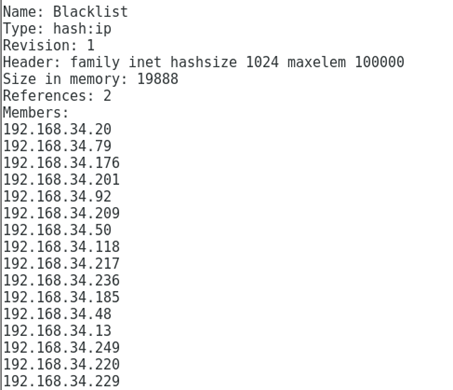 Name: Blacklist
Type: hash:ip
Revision: 1
Header: family inet hashsize 1024 maxelem 100000
Size in memory: 19888
References: 2
Members:
192.168.34.20
192.168.34.79
192.168.34.176
192.168.34.201
192.168.34.92
192.168.34.209
192.168.34.50
192.168.34.118
192.168.34.217
192.168.34.236
192.168.34.185
192.168.34.48
192.168.34.13
192.168.34.249
192.168.34.220
192.168.34.229